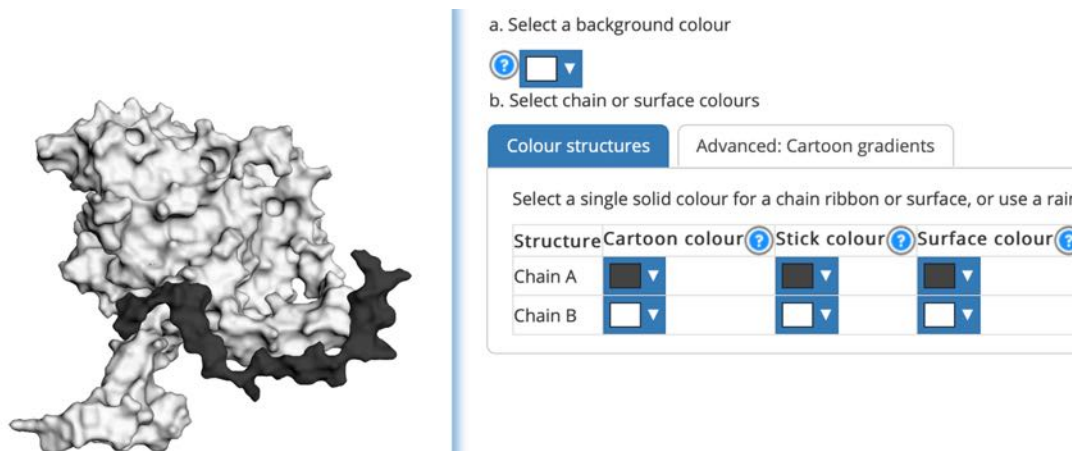 a. Select a background colour
?
b. Select chain or surface colours
Colour structures
Advanced: Cartoon gradients
Select a single solid colour for a chain ribbon or surface, or use a rai
Structure Cartoon colour ? Stick colour ? Surface colour ?
Chain A
Chain B